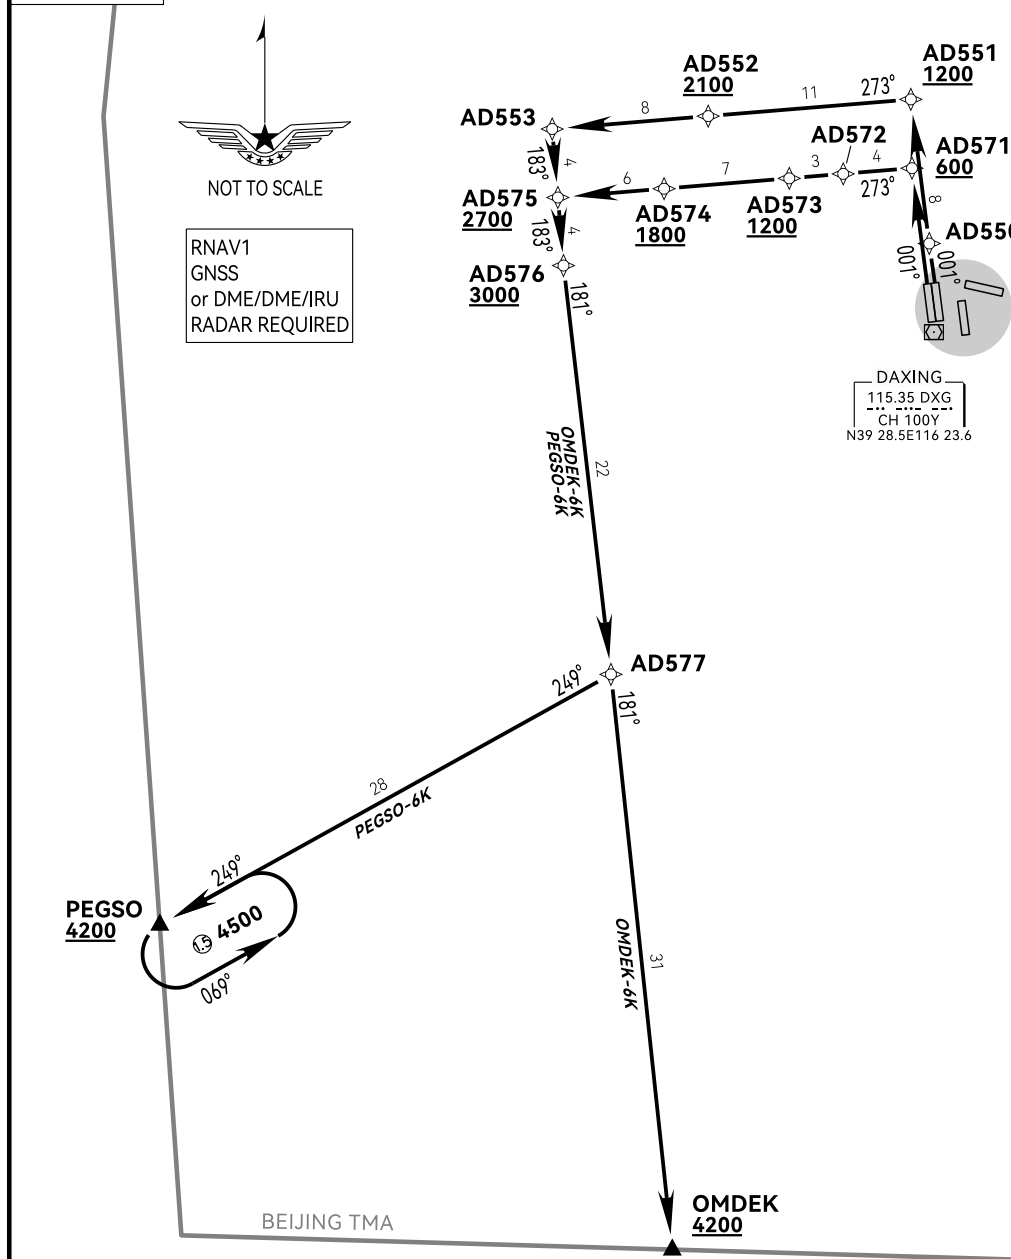 AD551
1200
AD552
2100
273°
11
8
AD553
NOT TO SCALE
183°
4
AD572
AD571
600
4
3
7
6
273°
AD575
2700
AD574
1800
AD573
1200
8
AD550
001°
001°
183°
4
AD576
3000
RNAV1
GNSS
or DME/DME/IRU
RADAR REQUIRED
181°
DAXING
115.35 DXG
CH 100Y
N39 28.5E116 23.6
OMDEK-6K
PEGSO-6K
22
AD577
249°
181°
28
PEGSO-6K
249°
PEGSO
4200
1.5 4500
069°
OMDEK-6K
31
OMDEK
4200
BEIJING TMA